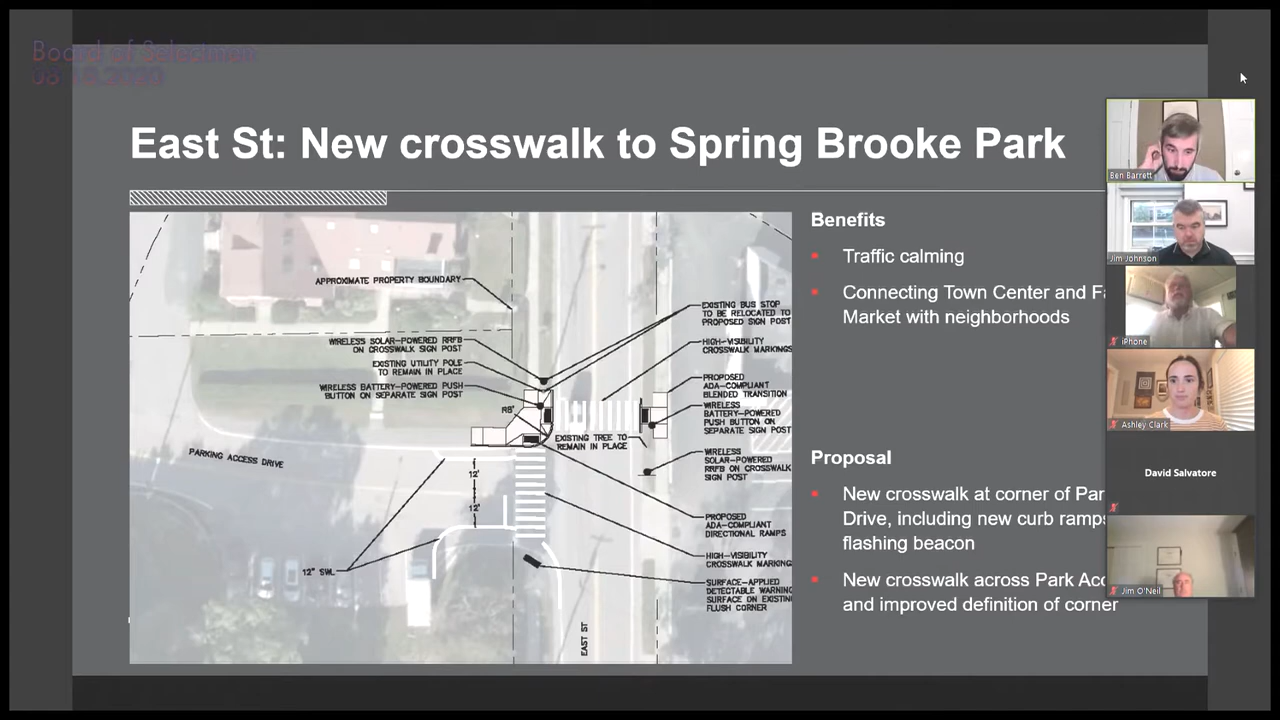 Board of Selectmen
East St: New crosswalk to Spring Brooke Park
APPROXIMATE PROPERTY BOUNDARY
WIRELESS SOLAR-POWERED RRFB
ON CROSSWALK SIGN POST
EXISTING UTILITY POLE
TO REMAIN IN PLACE
WIRELESS BATTERY-POWERED PUSH
BUTTON ON SEPARATE SIGN POST
R8'
PARKING ACCESS DRIVE
12'
12'
12" SWL
EXISTING TREE TO
REMAIN IN PLACE
EAST ST
EXISTING BUS STOP
TO BE RELOCATED TO
PROPOSED SIGN POST
HIGH-VISIBILITY
CROSSWALK MARKINGS
PROPOSED
ADA-COMPLIANT
BLENDED TRANSITION
WIRELESS
BATTERY-POWERED
PUSH BUTTON ON
SEPARATE SIGN POST
WIRELESS
SOLAR-POWERED
RRFB ON CROSSWALK
SIGN POST
PROPOSED
ADA-COMPLIANT
DIRECTIONAL RAMPS
HIGH-VISIBILITY
CROSSWALK MARKING
SURFACE-APPLIED
DETECTABLE WARNING
SURFACE ON EXISTING
FLUSH CORNER
Benefits
Traffic calming
Connecting Town Center and
Market with neighborhoods
Proposal
New crosswalk at corner of
Drive, including new curb ramps
flashing beacon
New crosswalk across Park
and improved definition of corner
Ben Barrett
Jim Johnson
iPhone
Ashley Clark
David Salvatore
Jim O'Neil